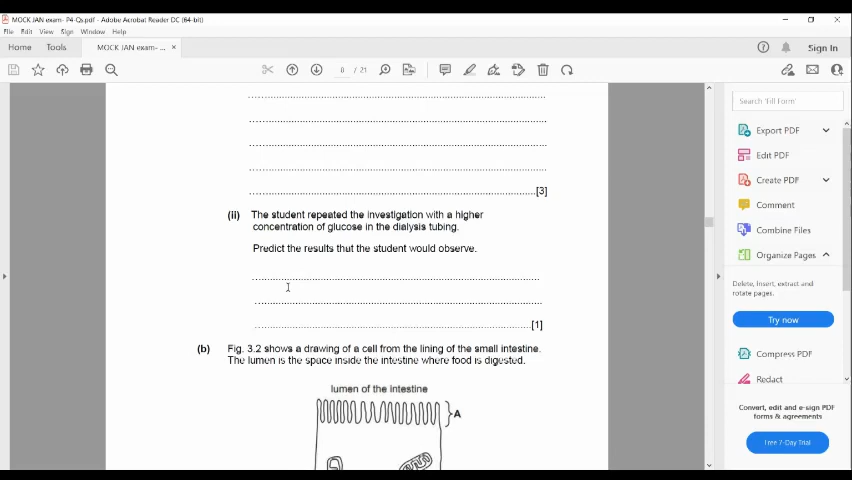 MOCK JAN exam- P4-Qs.pdf - Adobe Acrobat Reader DC (64-bit)
File Edit View Sign Window Help
Home Tools MOCK JAN exam- ... × Sign In
8 / 21
Search 'Fill Form'
Export PDF
Edit PDF
Create PDF
Comment
Combine Files
Organize Pages
Delete, insert, extract and
rotate pages.
Try now
Compress PDF
Redact
Convert, edit and e-sign PDF
forms & agreements
Free 7-Day Trial
[3]
(ii) The student repeated the investigation with a higher
concentration of glucose in the dialysis tubing.
Predict the results that the student would observe.
[1]
(b) Fig. 3.2 shows a drawing of a cell from the lining of the small intestine.
The lumen is the space inside the intestine where food is digested.
lumen of the intestine
A